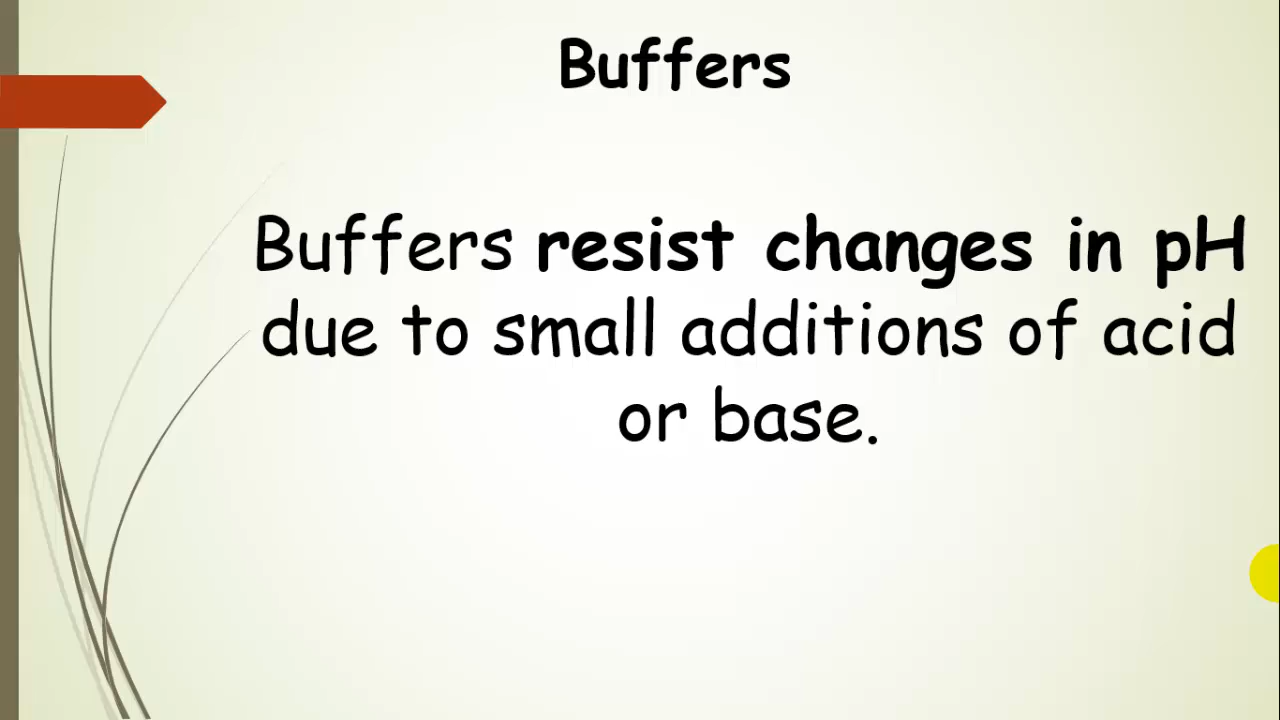 Buffers
Buffers resist changes in pH
due to small additions of acid
or base.